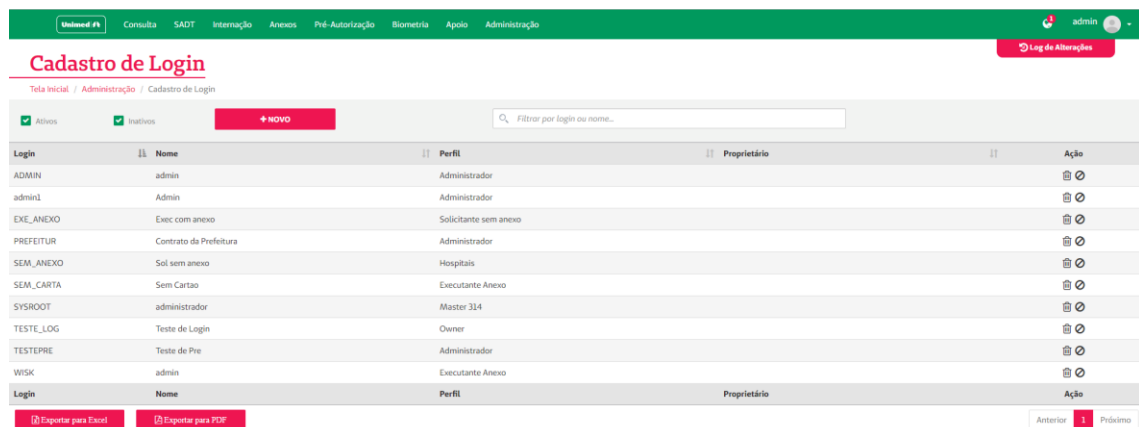 Unimed Consulta SADT Internação Anexos Pré-Autorização Biometria Apoio Administração 3 admin
Log de Alterações
Cadastro de Login
Tela Inicial / Administração / Cadastro de Login
Ativos Inativos +NOVO Filtrar por login ou nome...
Login Nome Perfil Proprietário Ação
ADMIN admin Administrador
admin1 Admin Administrador
EXE_ANEXO Exec com anexo Solicitante sem anexo
PREFEITUR Contrato da Prefeitura Administrador
SEM_ANEXO Sol sem anexo Hospitais
SEM_CARTA Sem Cartao Executante Anexo
SYSROOT administrador Master 314
TESTE_LOG Teste de Login Owner
TESTEPRE Teste de Pre Administrador
WISK admin Executante Anexo
Login Nome Perfil Proprietário Ação
Exportar para Excel Exportar para PDF Anterior 1 Próximo